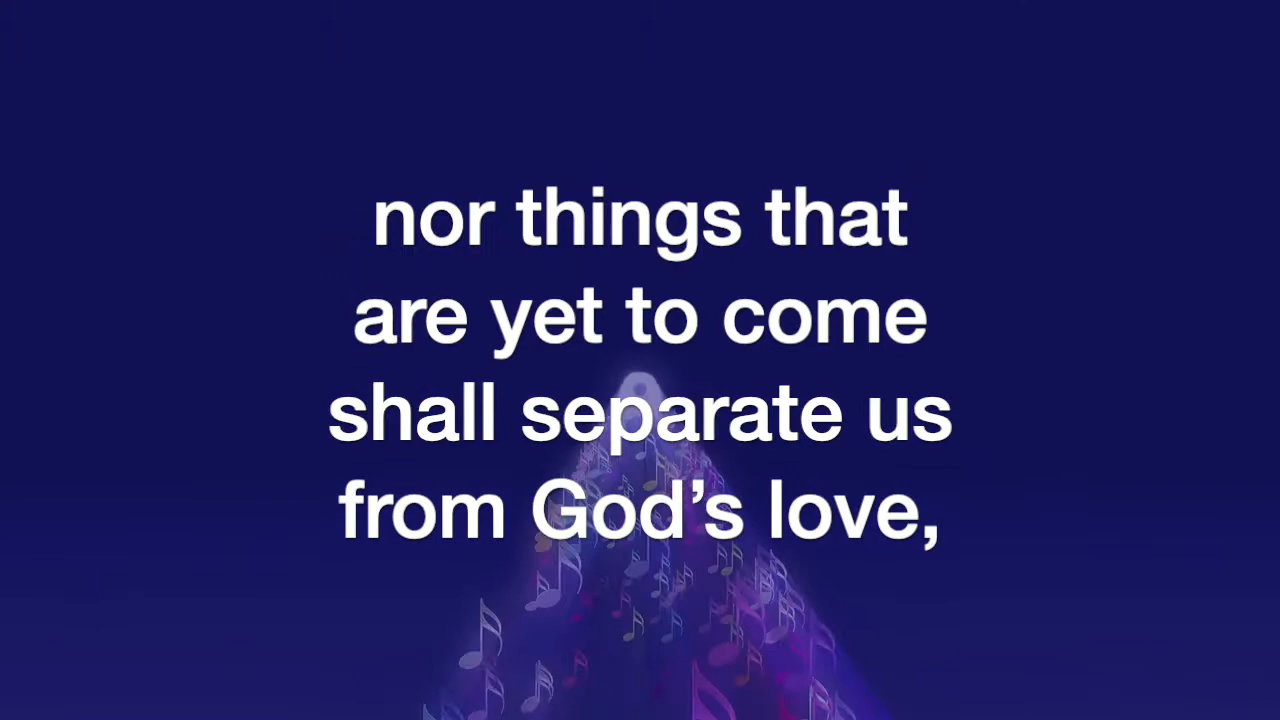 nor things that
are yet to come
shall separate us
from God’s love,